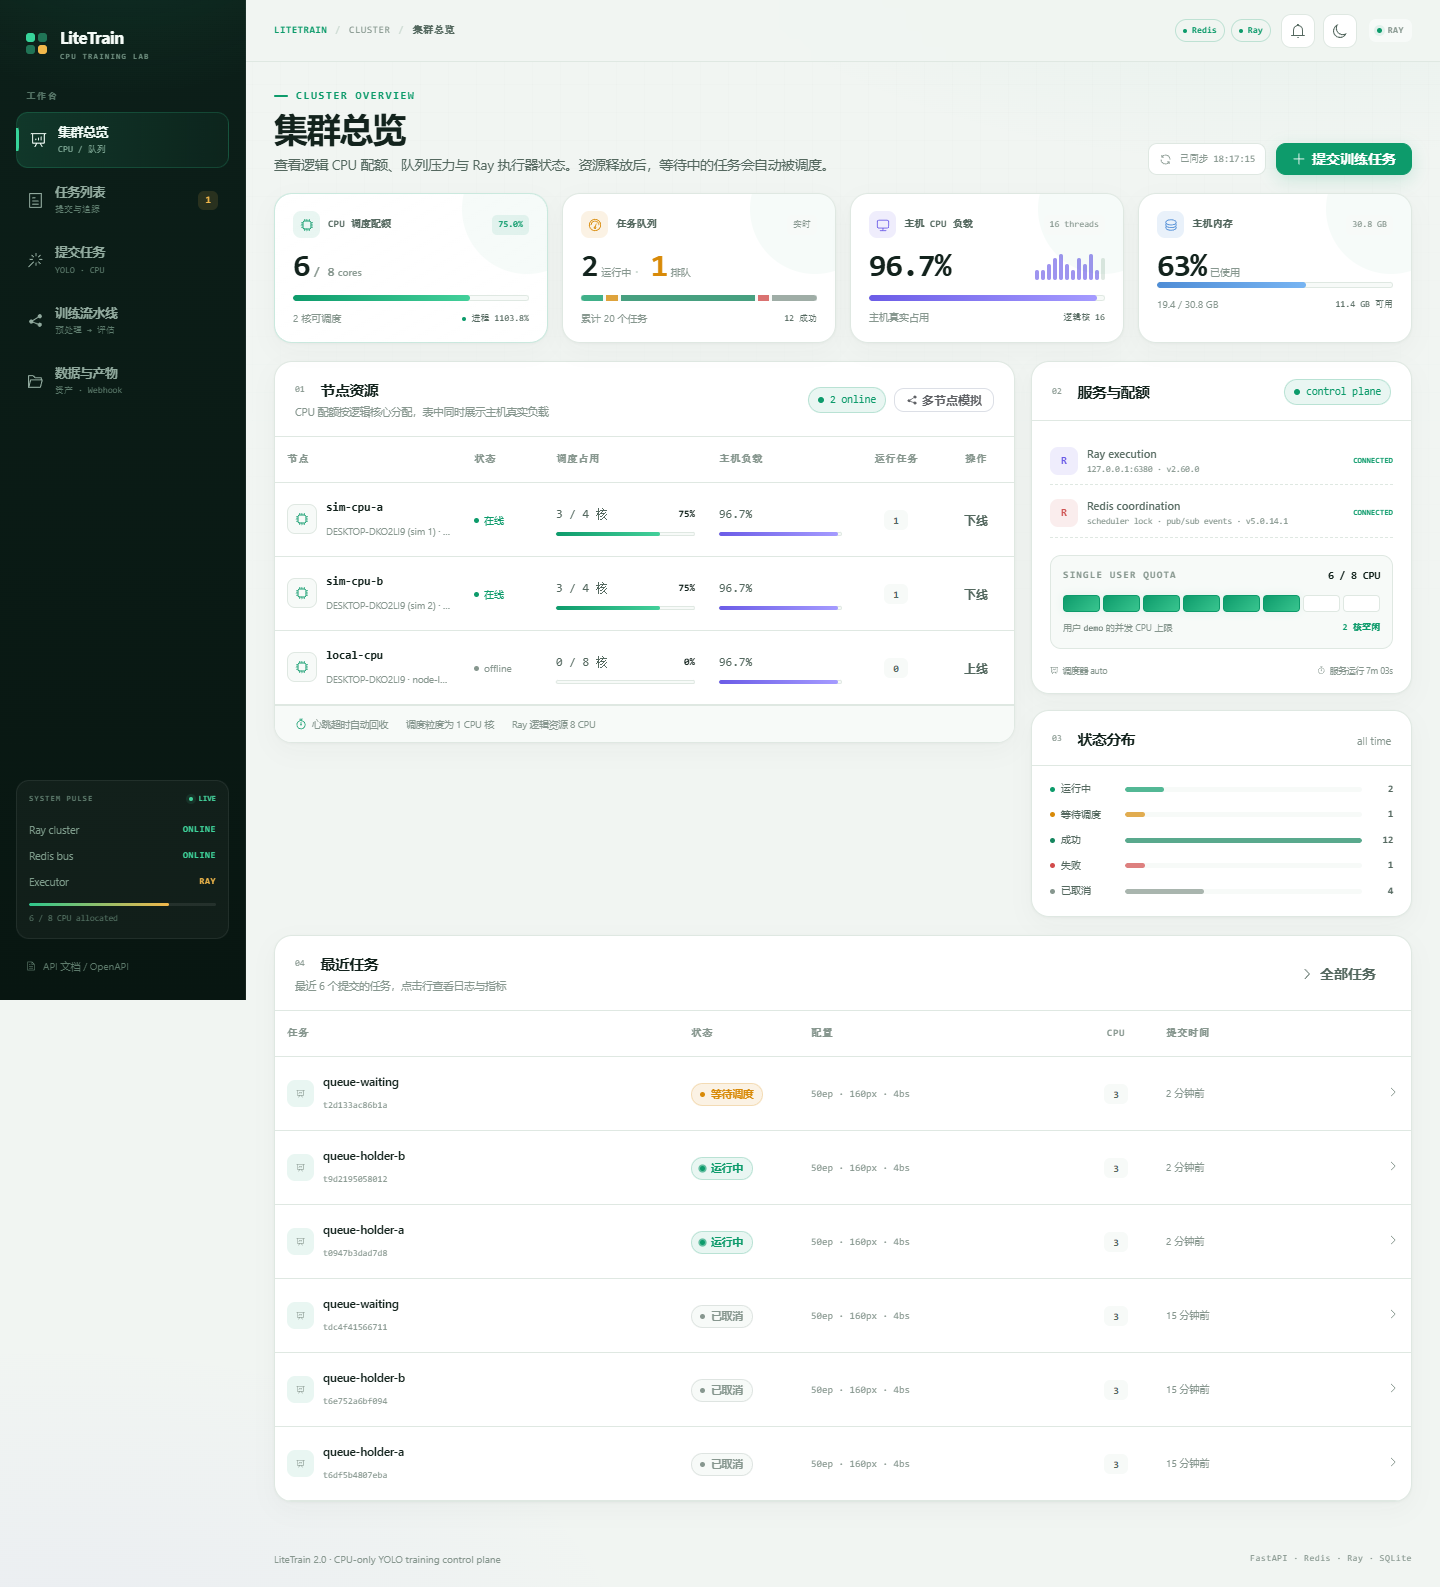 LiteTrain
CPU TRAINING LAB
工作台
集群总览
CPU / 队列
任务列表
提交与追踪
1
提交任务
YOLO · CPU
训练流水线
预处理 → 评估
数据与产物
资产 · Webhook
SYSTEM PULSE
LIVE
Ray cluster ONLINE
Redis bus ONLINE
Executor RAY
6 / 8 CPU allocated
API 文档 / OpenAPI
LITETRAIN / CLUSTER / 集群总览
Redis
Ray
RAY
CLUSTER OVERVIEW
集群总览
查看逻辑 CPU 配额、队列压力与 Ray 执行器状态。资源释放后，等待中的任务会自动被调度。
已同步 18:17:15
提交训练任务
CPU 调度配额 75.0%
6 / 8 cores
2 核可调度 进程 1103.8%
任务队列 实时
2 运行中 · 1 排队
累计 20 个任务 12 成功
主机 CPU 负载 16 threads
96.7%
主机真实占用 逻辑核 16
主机内存 30.8 GB
63% 已使用
19.4 / 30.8 GB 11.4 GB 可用
01 节点资源
CPU 配额按逻辑核心分配，表中同时展示主机真实负载
2 online
多节点模拟
节点 状态 调度占用 主机负载 运行任务 操作
sim-cpu-a
DESKTOP-DKO2LI9 (sim 1) · ...
在线 3 / 4 核 75% 96.7% 1 下线
sim-cpu-b
DESKTOP-DKO2LI9 (sim 2) · ...
在线 3 / 4 核 75% 96.7% 1 下线
local-cpu
DESKTOP-DKO2LI9 · node-l...
offline 0 / 8 核 0% 96.7% 0 上线
心跳超时自动回收 调度粒度为 1 CPU 核 Ray 逻辑资源 8 CPU
02 服务与配额
control plane
R Ray execution
127.0.0.1:6380 · v2.60.0
CONNECTED
R Redis coordination
scheduler lock · pub/sub events · v5.0.14.1
CONNECTED
SINGLE USER QUOTA 6 / 8 CPU
用户 demo 的并发 CPU 上限 2 核空闲
调度器 auto 服务运行 7m 03s
03 状态分布 all time
运行中 2
等待调度 1
成功 12
失败 1
已取消 4
04 最近任务
最近 6 个提交的任务，点击行查看日志与指标
全部任务
任务 状态 配置 CPU 提交时间
queue-waiting
t2d133ac86b1a
等待调度 50ep · 160px · 4bs 3 2 分钟前
queue-holder-b
t9d2195058012
运行中 50ep · 160px · 4bs 3 2 分钟前
queue-holder-a
t0947b3dad7d8
运行中 50ep · 160px · 4bs 3 2 分钟前
queue-waiting
tdc4f41566711
已取消 50ep · 160px · 4bs 3 15 分钟前
queue-holder-b
t6e752a6bf094
已取消 50ep · 160px · 4bs 3 15 分钟前
queue-holder-a
t6df5b4807eba
已取消 50ep · 160px · 4bs 3 15 分钟前
LiteTrain 2.0 · CPU-only YOLO training control plane
FastAPI · Redis · Ray · SQLite